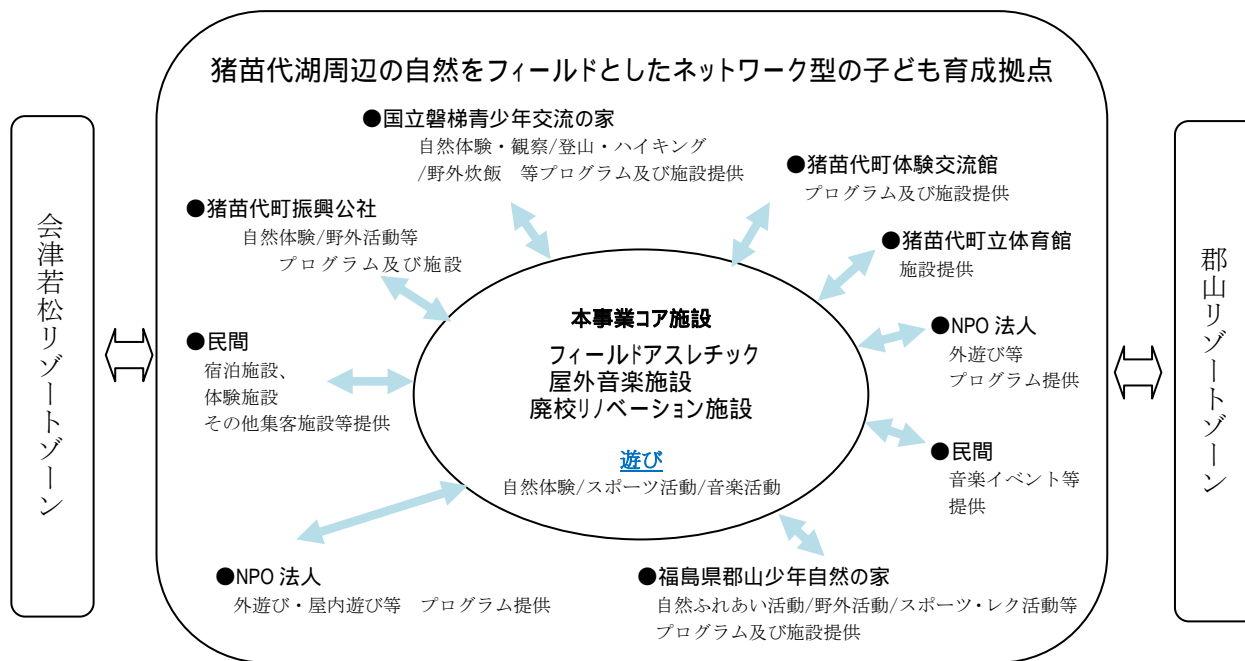 猪苗代湖周辺の自然をフィールドとしたネットワーク型の子ども育成拠点
会津若松リゾートゾーン
●国立磐梯青少年交流の家
自然体験・観察/登山・ハイキング
/野外炊飯　等プログラム及び施設提供
●猪苗代町体験交流館
プログラム及び施設提供
●猪苗代町振興公社
自然体験/野外活動等
プログラム及び施設
●猪苗代町立体育館
施設提供
●民間
宿泊施設、
体験施設
その他集客施設等提供
本事業コア施設
フィールドアスレチック
屋外音楽施設
廃校リノベーション施設
遊び
自然体験/スポーツ活動/音楽活動
●NPO 法人
外遊び等
プログラム提供
●民間
音楽イベント等
提供
●NPO 法人
外遊び・屋内遊び等　プログラム提供
●福島県郡山少年自然の家
自然ふれあい活動/野外活動/スポーツ・レク活動等
プログラム及び施設提供
郡山リゾートゾーン